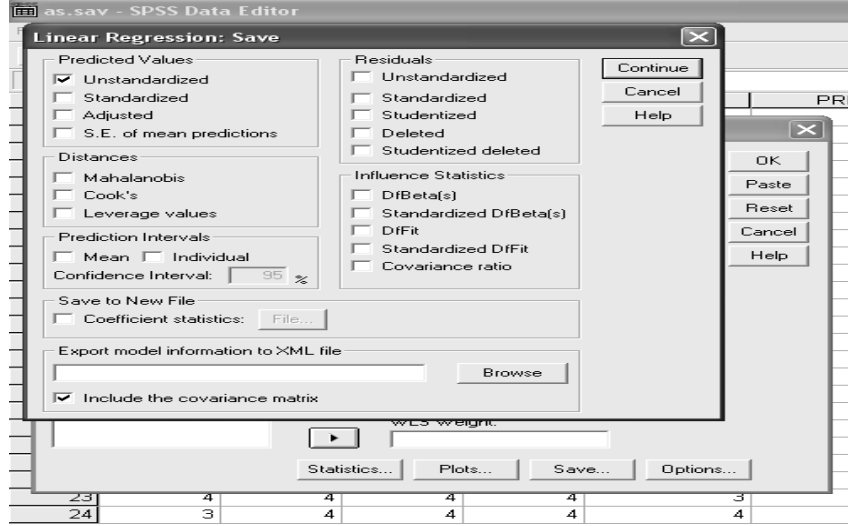 as.sav - SPSS Data Editor
Linear Regression: Save
Predicted Values
Unstandardized
Standardized
Adjusted
S.E. of mean predictions
Distances
Mahalanobis
Cook's
Leverage values
Prediction Intervals
Mean Individual
Confidence Interval: 95 %
Residuals
Unstandardized
Standardized
Studentized
Deleted
Studentized deleted
Influence Statistics
DfBeta(s)
Standardized DfBeta(s)
DfFit
Standardized DfFit
Covariance ratio
Save to New File
Coefficient statistics: File...
Export model information to XML file
Browse
Include the covariance matrix
Continue
Cancel
Help
PR
OK
Paste
Reset
Cancel
Help
WLS Weight:
Statistics... Plots... Save... Options...
23 4 4 4 4 3
24 3 4 4 4 4